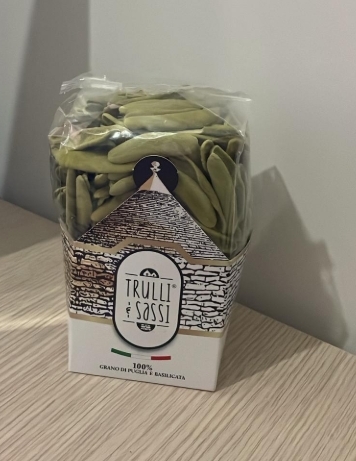 TRULLI®
è
SASSI
100%
GRANO DI PUGLIA E BASILICATA